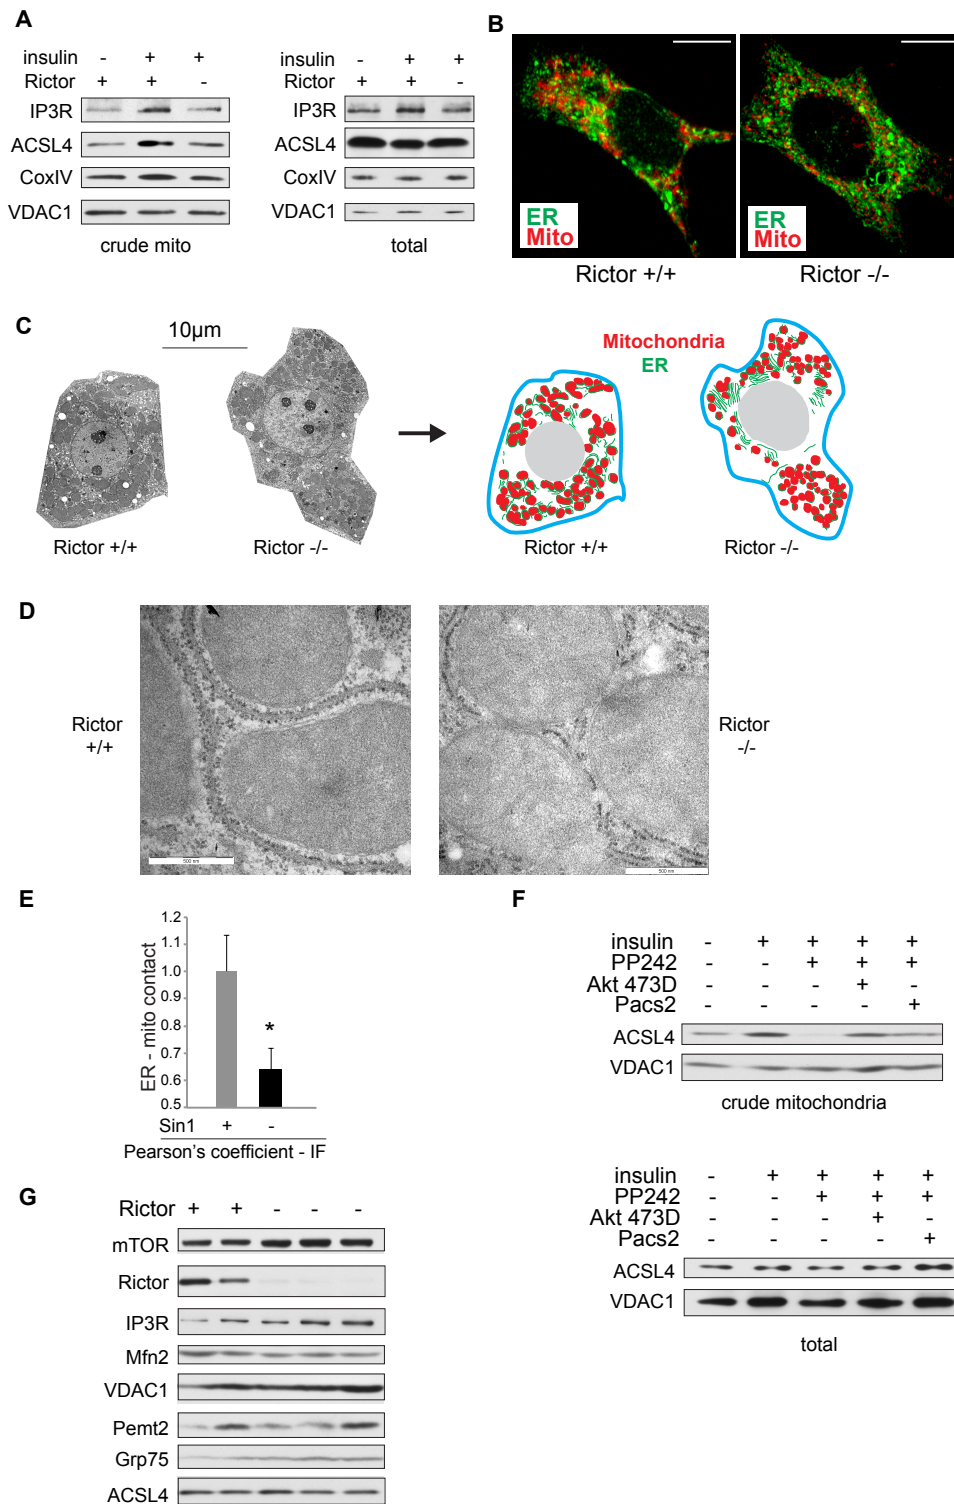 A
insulin - + +
Rictor + + -
IP3R
ACSL4
CoxIV
VDAC1
crude mito
insulin - + +
Rictor + + -
IP3R
ACSL4
CoxIV
VDAC1
total
B
ER
Mito
Rictor +/+
ER
Mito
Rictor -/-
C
10µm
Rictor +/+
Rictor -/-
Mitochondria
ER
Rictor +/+
Rictor -/-
D
Rictor
+/+
500 nm
Rictor
-/-
500 nm
E
ER - mito contact
1.2
1.1
1.0
0.9
0.8
0.7
0.6
0.5
*
Sin1 + -
Pearson's coefficient - IF
F
insulin - + + + +
PP242 - - + + +
Akt 473D - - - + -
Pacs2 - - - - +
ACSL4
VDAC1
crude mitochondria
insulin - + + + +
PP242 - - + + +
Akt 473D - - - + -
Pacs2 - - - - +
ACSL4
VDAC1
total
G
Rictor + + - - -
mTOR
Rictor
IP3R
Mfn2
VDAC1
Pemt2
Grp75
ACSL4